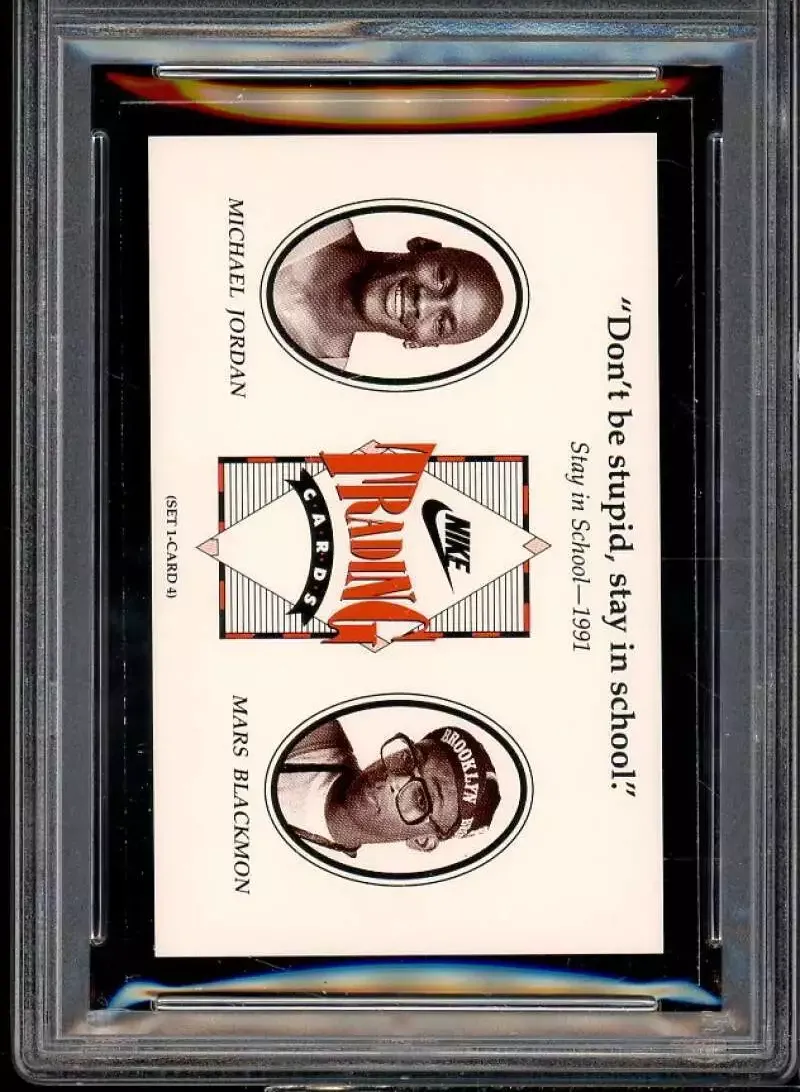 "Don't be stupid, stay in school."
Stay in School—1991
MICHAEL JORDAN
NIKE
TRADING
CARDS
BROOKLYN
MARS BLACKMON
(SET 1-CARD 4)